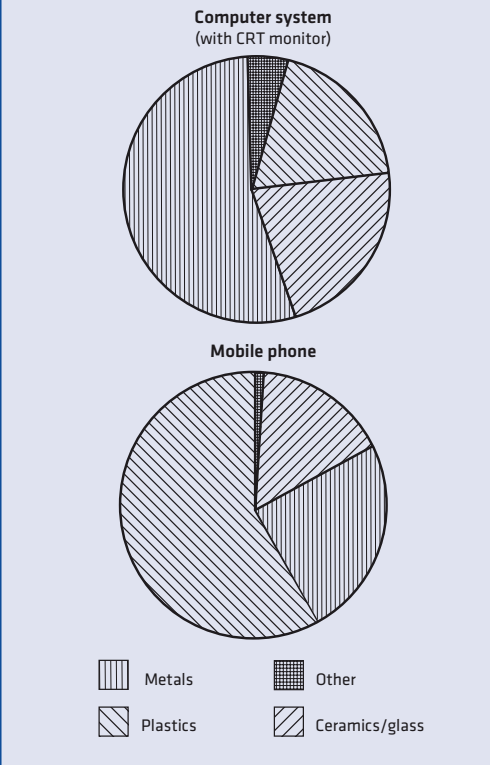 Computer system
(with CRT monitor)
Mobile phone
Metals
Other
Plastics
Ceramics/glass